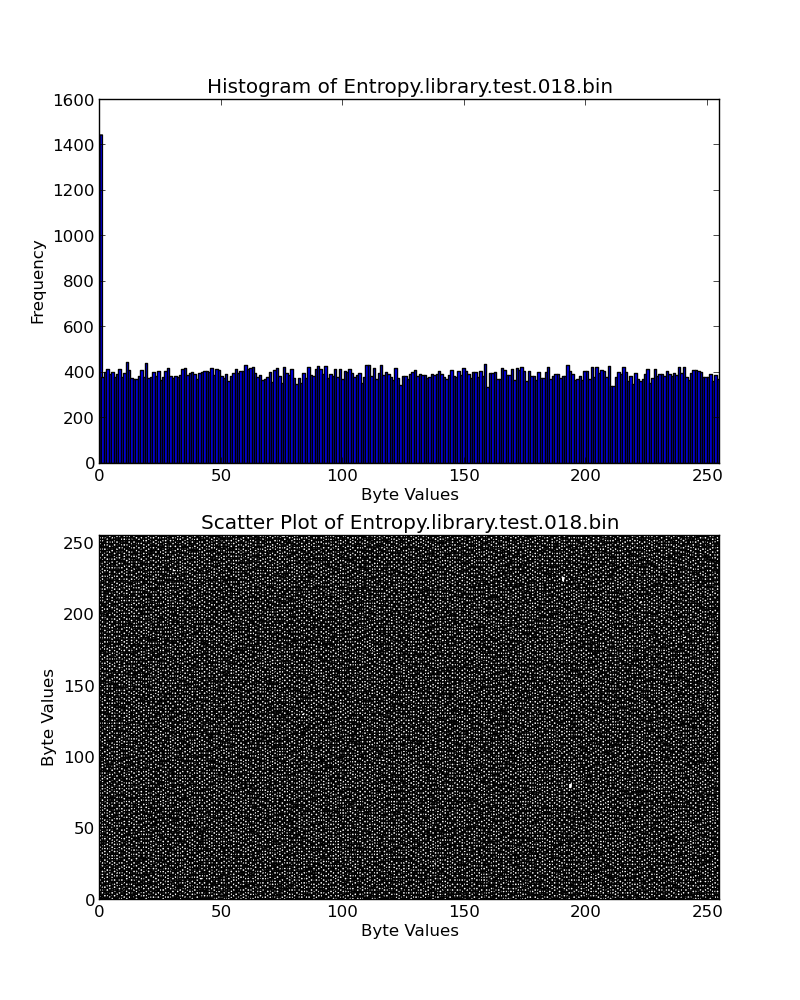 Histogram of Entropy.library.test.018.bin
1600
1400
1200
1000
800
600
400
200
0
Frequency
0 50 100 150 200 250
Byte Values
Scatter Plot of Entropy.library.test.018.bin
250
200
150
100
50
0
Byte Values
0 50 100 150 200 250
Byte Values